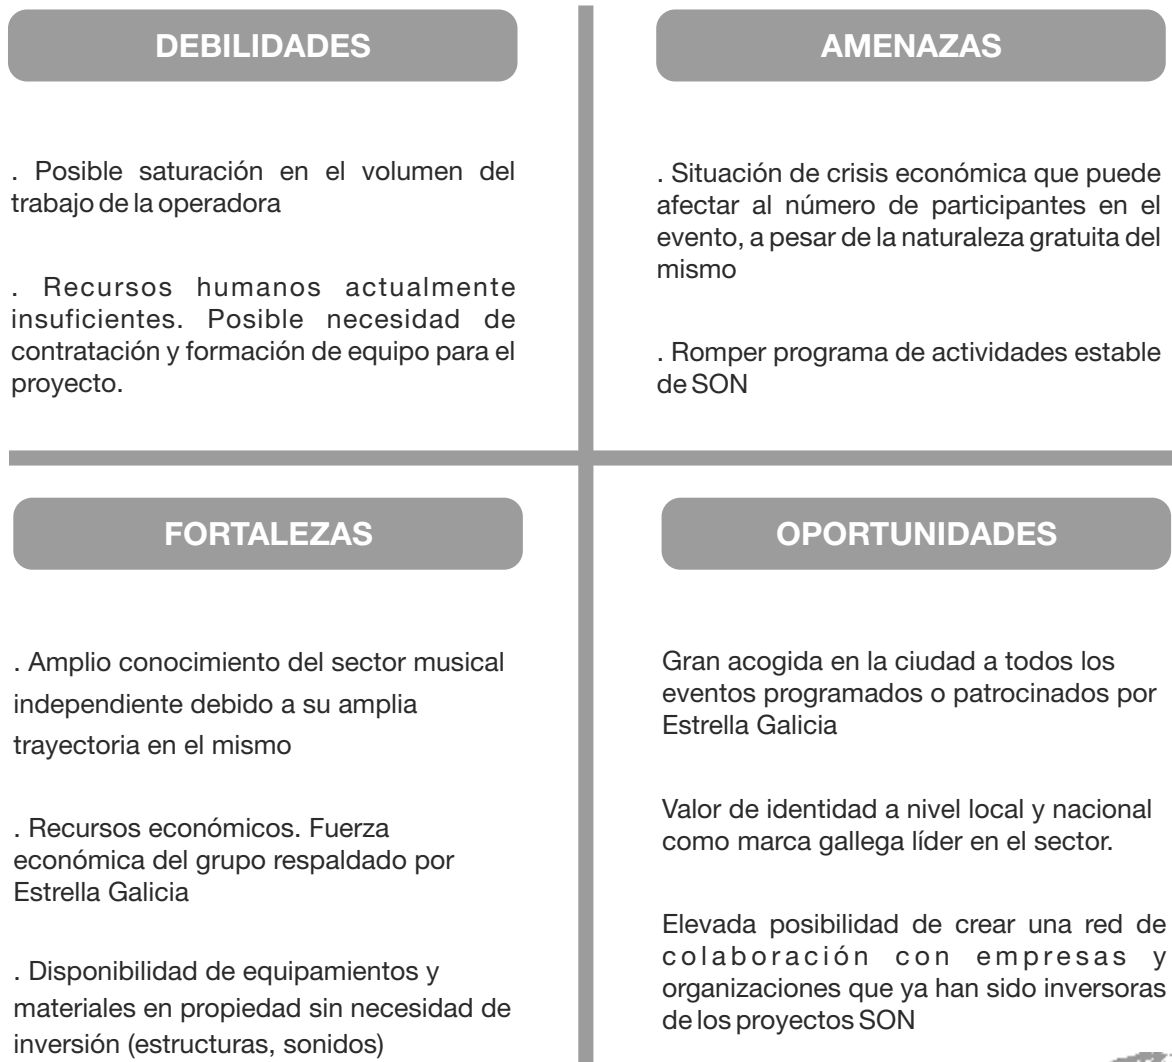 DEBILIDADES
. Posible saturación en el volumen del
trabajo de la operadora
. Recursos humanos actualmente
insuficientes. Posible necesidad de
contratación y formación de equipo para el
proyecto.
AMENAZAS
. Situación de crisis económica que puede
afectar al número de participantes en el
evento, a pesar de la naturaleza gratuita del
mismo
. Romper programa de actividades estable
de SON
FORTALEZAS
. Amplio conocimiento del sector musical
independiente debido a su amplia
trayectoria en el mismo
. Recursos económicos. Fuerza
económica del grupo respaldado por
Estrella Galicia
. Disponibilidad de equipamientos y
materiales en propiedad sin necesidad de
inversión (estructuras, sonidos)
OPORTUNIDADES
Gran acogida en la ciudad a todos los
eventos programados o patrocinados por
Estrella Galicia
Valor de identidad a nivel local y nacional
como marca gallega líder en el sector.
Elevada posibilidad de crear una red de
colaboración con empresas y
organizaciones que ya han sido inversoras
de los proyectos SON